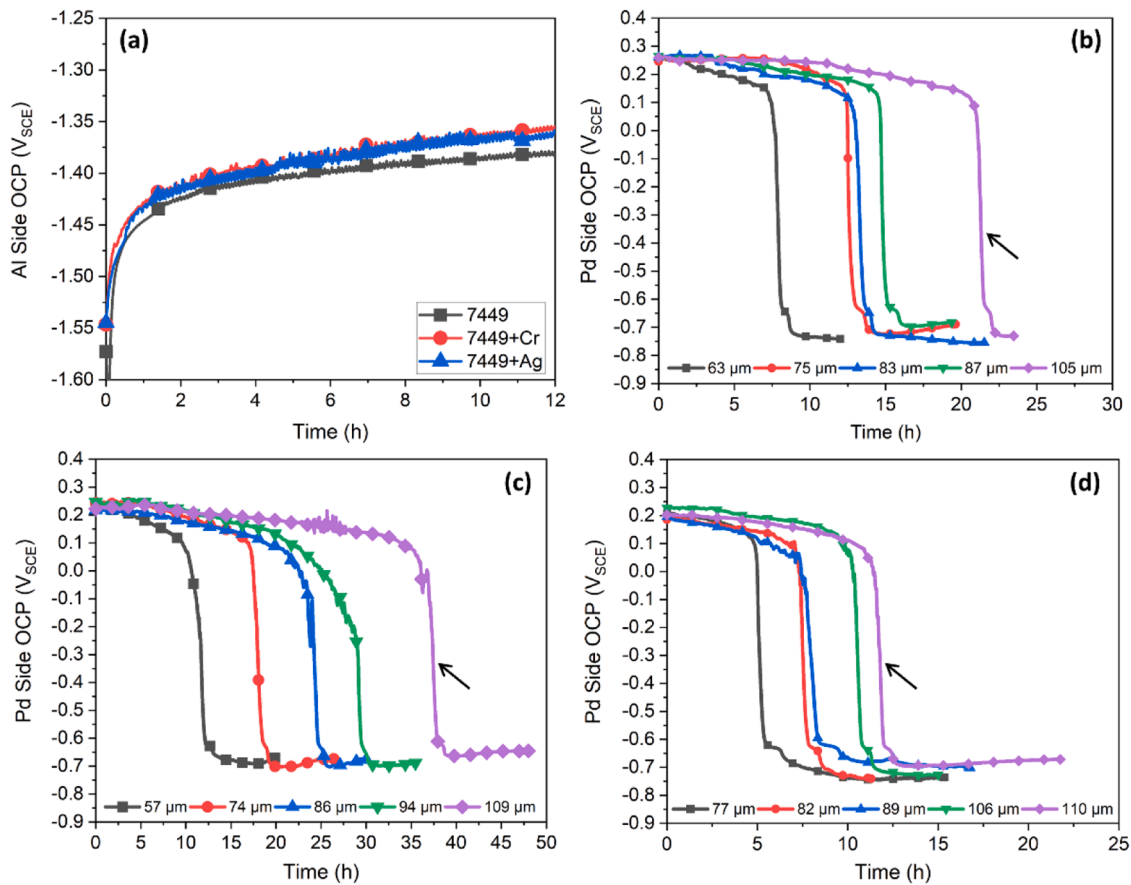 (a)
Al Side OCP (V_SCE)
-1.25
-1.30
-1.35
-1.40
-1.45
-1.50
-1.55
-1.60
7449
7449+Cr
7449+Ag
0 2 4 6 8 10 12
Time (h)
(b)
Pd Side OCP (V_SCE)
0.4
0.3
0.2
0.1
0.0
-0.1
-0.2
-0.3
-0.4
-0.5
-0.6
-0.7
-0.8
-0.9
63 µm 75 µm 83 µm 87 µm 105 µm
0 5 10 15 20 25 30
Time (h)
(c)
Pd Side OCP (V_SCE)
0.4
0.3
0.2
0.1
0.0
-0.1
-0.2
-0.3
-0.4
-0.5
-0.6
-0.7
-0.8
-0.9
57 µm 74 µm 86 µm 94 µm 109 µm
0 5 10 15 20 25 30 35 40 45 50
Time (h)
(d)
Pd Side OCP (V_SCE)
0.4
0.3
0.2
0.1
0.0
-0.1
-0.2
-0.3
-0.4
-0.5
-0.6
-0.7
-0.8
-0.9
77 µm 82 µm 89 µm 106 µm 110 µm
0 5 10 15 20 25
Time (h)